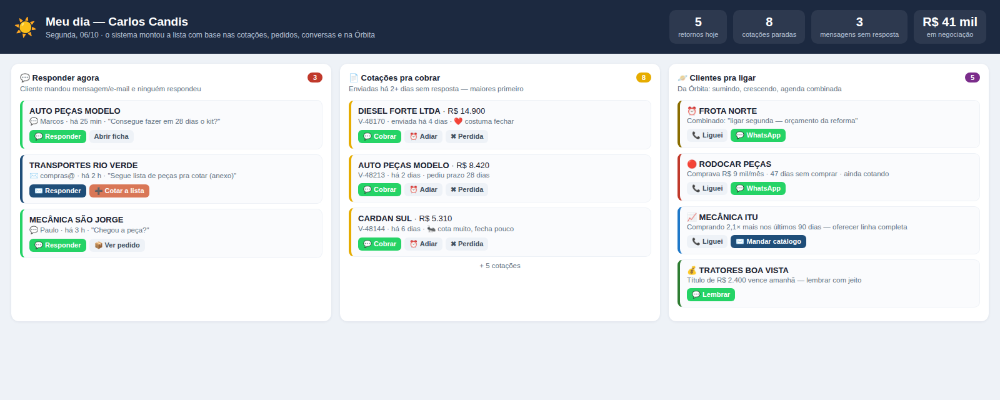 ☀️ Meu dia — Carlos Candis
Segunda, 06/10 · o sistema montou a lista com base nas cotações, pedidos, conversas e na Órbita
5
retornos hoje
8
cotações paradas
3
mensagens sem resposta
R$ 41 mil
em negociação
💬 Responder agora
3
Cliente mandou mensagem/e-mail e ninguém respondeu
AUTO PEÇAS MODELO
💬 Marcos · há 25 min · "Consegue fazer em 28 dias o kit?"
💬 Responder
Abrir ficha
TRANSPORTES RIO VERDE
✉️ compras@ · há 2 h · "Segue lista de peças pra cotar (anexo)"
✉️ Responder
➕ Cotar a lista
MECÂNICA SÃO JORGE
💬 Paulo · há 3 h · "Chegou a peça?"
💬 Responder
📦 Ver pedido
📄 Cotações pra cobrar
8
Enviadas há 2+ dias sem resposta — maiores primeiro
DIESEL FORTE LTDA · R$ 14.900
V-48170 · enviada há 4 dias · ❤️ costuma fechar
💬 Cobrar
⏰ Adiar
✖ Perdida
AUTO PEÇAS MODELO · R$ 8.420
V-48213 · há 2 dias · pediu prazo 28 dias
💬 Cobrar
⏰ Adiar
✖ Perdida
CARDAN SUL · R$ 5.310
V-48144 · há 6 dias · 🐜 cota muito, fecha pouco
💬 Cobrar
⏰ Adiar
✖ Perdida
+ 5 cotações
🪐 Clientes pra ligar
5
Da Órbita: sumindo, crescendo, agenda combinada
⏰ FROTA NORTE
Combinado: "ligar segunda — orçamento da reforma"
📞 Liguei
💬 WhatsApp
🔴 RODOCAR PEÇAS
Comprava R$ 9 mil/mês · 47 dias sem comprar · ainda cotando
📞 Liguei
💬 WhatsApp
📈 MECÂNICA ITU
Comprando 2,1× mais nos últimos 90 dias — oferecer linha completa
📞 Liguei
✉️ Mandar catálogo
💰 TRATORES BOA VISTA
Título de R$ 2.400 vence amanhã — lembrar com jeito
💬 Lembrar